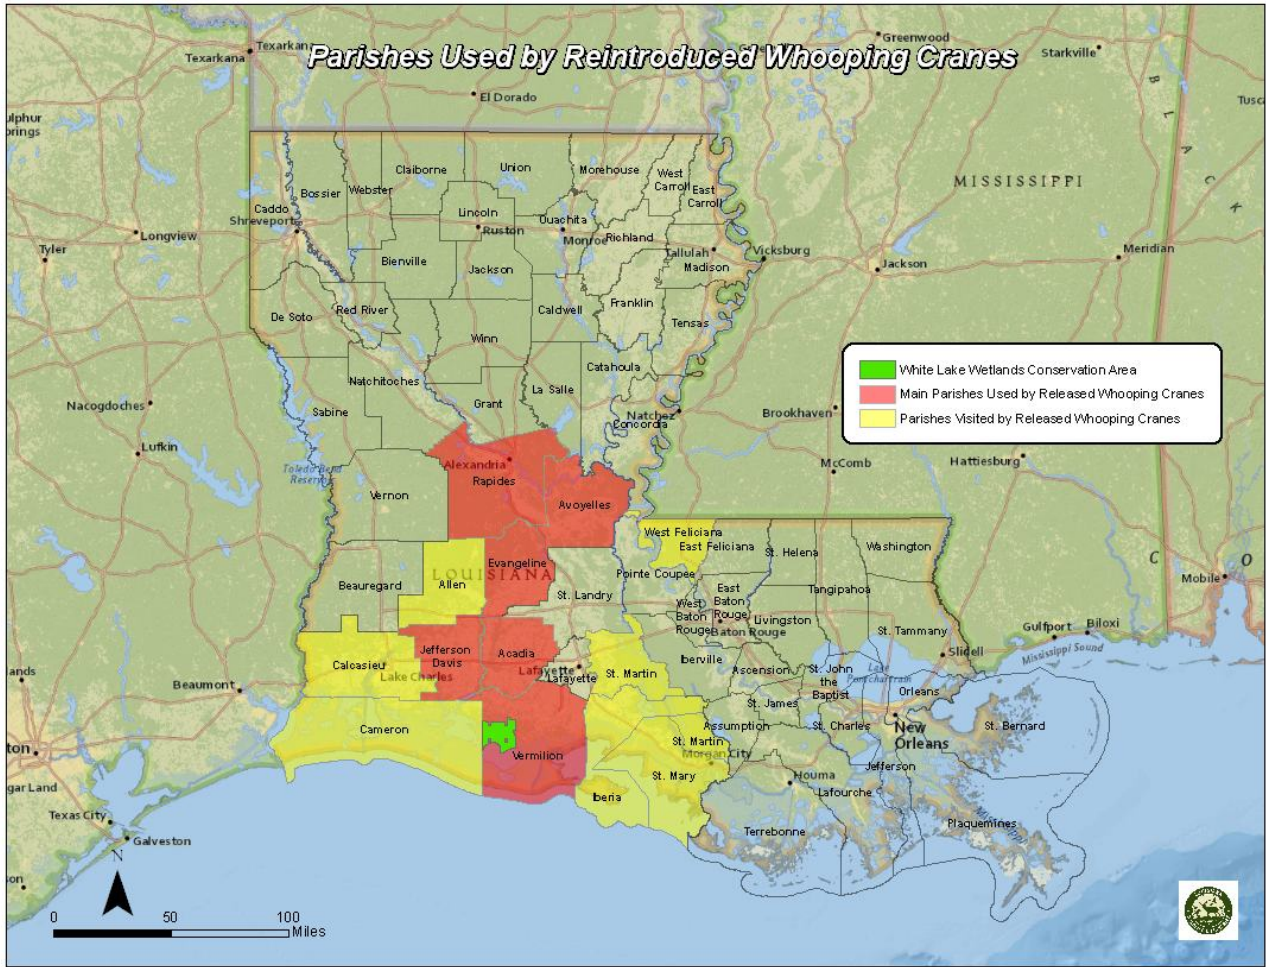 Parishes Used by Reintroduced Whooping Cranes
Greenwood
Texarkana
Texarkana
Starkville
El Dorado
MISSISSIPPI
Claiborne
Union
Morehouse
West
Carroll
East
Carroll
Bossier
Webster
Caddo
Shreveport
Lincoln
Ruston
Ouachita
Monroe
Richland
Tallulah
Madison
Vicksburg
Jackson
Meridian
Longview
Tyler
Bienville
Jackson
Franklin
Caldwell
Red River
De Soto
Tensas
Winn
Catahoula
La Salle
Natchitoches
Grant
Sabine
Natchez
Concordia
Nacogdoches
Lufkin
Brookhaven
McComb
Hattiesburg
White Lake Wetlands Conservation Area
Main Parishes Used by Released Whooping Cranes
Parishes Visited by Released Whooping Cranes
Toledo Bend
Reservoir
Alexandria
Rapides
Avoyelles
Vernon
West Feliciana
East Feliciana
St. Helena
Washington
Evangeline
LOUISIANA
Allen
Beauregard
Pointe Coupee
St. Landry
East
Baton
Rouge
West
Baton
Rouge
Baton Rouge
Livingston
Tangipahoa
St. Tammany
Slidell
Mobile
Gulfport
Biloxi
Mississippi Sound
Jefferson
Davis
Acadia
Calcasieu
Lake Charles
Lafayette
Lafayette
St. Martin
Iberville
Ascension
St. John
the
Baptist
Lake
Pontchartrain
Orleans
Beaumont
St. James
Cameron
Assumption
St. Charles
New
Orleans
St. Bernard
Vermilion
St. Martin
Morgan City
St. Mary
Iberia
Jefferson
Houma
Lafourche
Terrebonne
Plaquemines
Texas City
Galveston
N
0 50 100
Miles